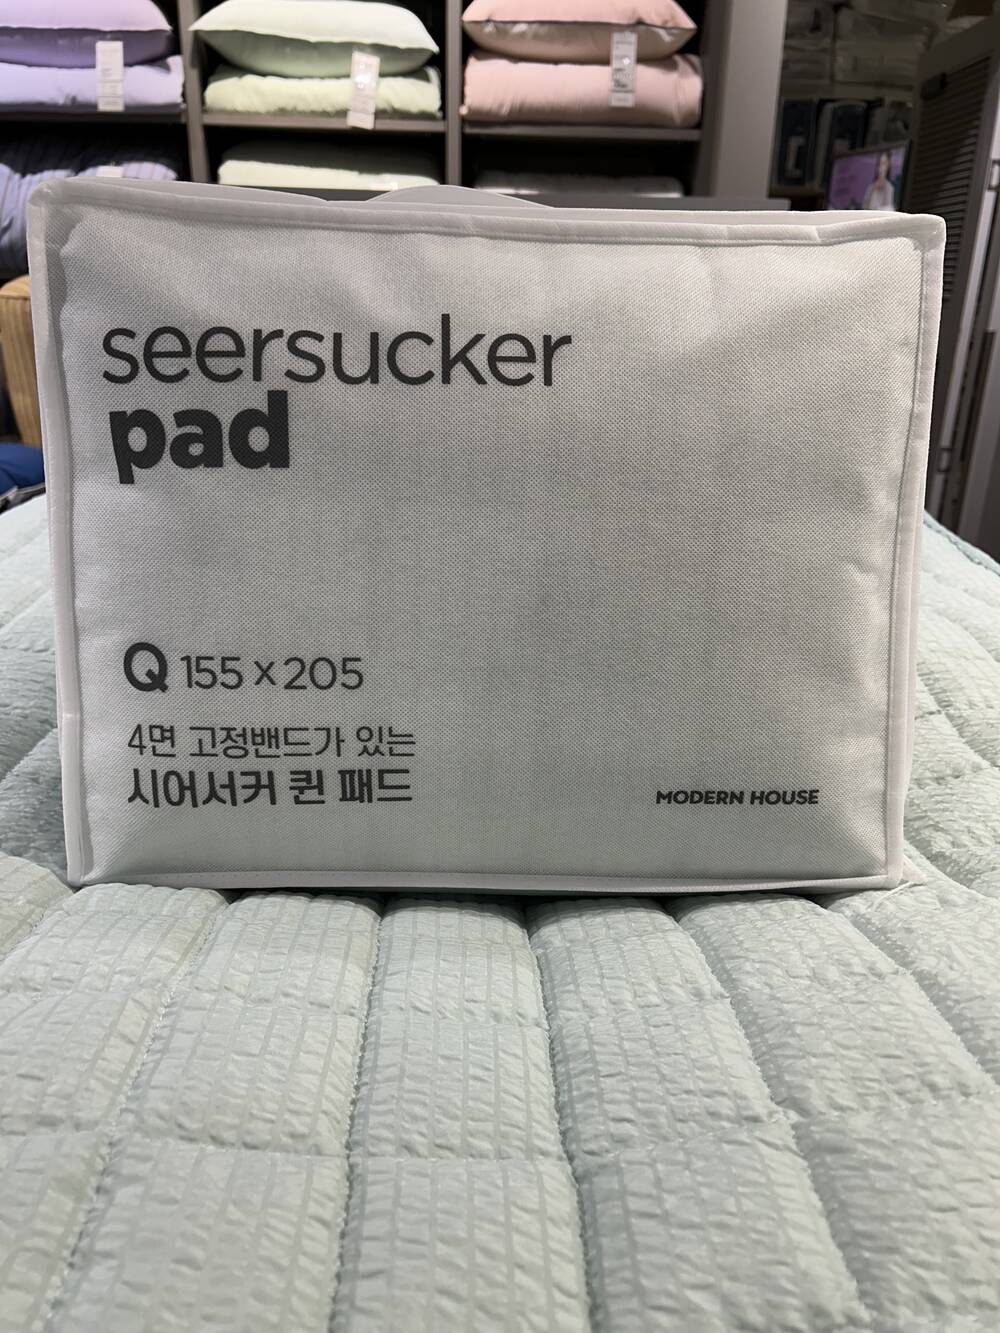 seersucker
pad
Q 155 x 205
4면 고정밴드가 있는
시어서커 퀸 패드
MODERN HOUSE